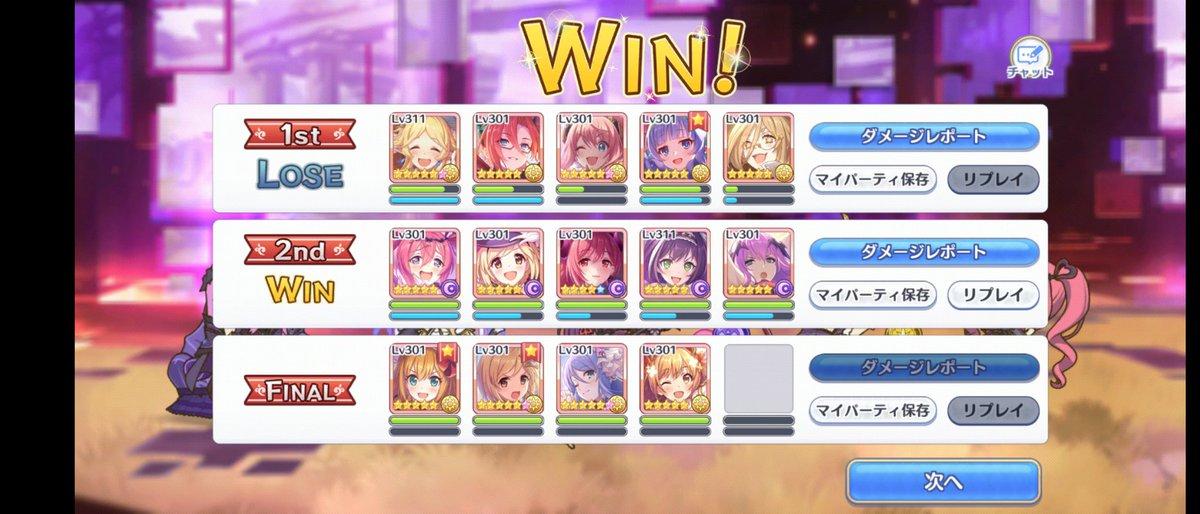 WIN!
チャット
1st
LOSE
Lv311
Lv301
Lv301
Lv301
Lv301
ダメージレポート
マイパーティ保存
リプレイ
2nd
WIN
Lv301
Lv301
Lv301
Lv311
Lv301
ダメージレポート
マイパーティ保存
リプレイ
FINAL
Lv301
Lv301
Lv301
Lv301
ダメージレポート
マイパーティ保存
リプレイ
次へ